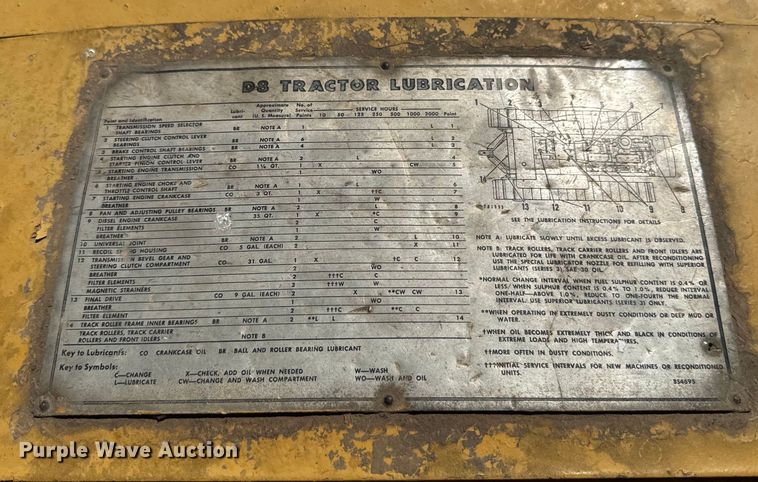 D8 TRACTOR LUBRICATION
Point and Identification Lubricant Approximate Quantity (U. S. Measure) No. of Service Points SERVICE HOURS 10 50 125 250 500 1000 2000 Point
1 TRANSMISSION SPEED SELECTOR
SHAFT BEARINGS BR NOTE A 1 L 1
2 STEERING CLUTCH CONTROL LEVER
BEARINGS BR NOTE A 6 L 2
3 BRAKE CONTROL SHAFT BEARINGS BR NOTE A 4 L 3
4 STARTING ENGINE CLUTCH AND
STARTER PINION CONTROL LEVER BR NOTE A 2 L 4
5 STARTING ENGINE TRANSMISSION CO 1¼ QT. 1 X CW 5
BREATHER 1 WO
6 STARTING ENGINE CHOKE AND
THROTTLE CONTROL SHAFT BR NOTE A 1 L 6
7 STARTING ENGINE CRANKCASE CO 3 QT. 1 X ††C 7
BREATHER 1 W
8 FAN AND ADJUSTING PULLEY BEARINGS BR NOTE A 2 L 8
9 DIESEL ENGINE CRANKCASE CO 35 QT. 1 X *C 9
FILTER ELEMENTS 2 C
BREATHER 1 W
10 UNIVERSAL JOINT BR NOTE A 2 L 10
11 RECOIL SPRING HOUSING CO 5 GAL. (EACH) 2 X 11
12 TRANSMISSION BEVEL GEAR AND
STEERING CLUTCH COMPARTMENT CO 31 GAL. 1 X †C C 12
BREATHER 2 WO
FILTER ELEMENTS 2 †††C C
MAGNETIC STRAINERS 2 †††W W
13 FINAL DRIVE CO 9 GAL. (EACH) 2 X **CW CW 13
BREATHER 2 WO
FILTER ELEMENT 2 †††C **C C
14 TRACK ROLLER FRAME INNER BEARINGS BR NOTE A 2 **L L 14
TRACK ROLLERS, TRACK CARRIER
ROLLERS AND FRONT IDLERS NOTE B
Key to Lubricants: CO CRANKCASE OIL BR BALL AND ROLLER BEARING LUBRICANT
Key to Symbols:
C—CHANGE X—CHECK, ADD OIL WHEN NEEDED W—WASH
L—LUBRICATE CW—CHANGE AND WASH COMPARTMENT WO—WASH AND OIL
1 2 3 4 5 6 7
14
T81111
13 12 11 10 9 8
SEE THE LUBRICATION INSTRUCTIONS FOR DETAILS
NOTE A: LUBRICATE SLOWLY UNTIL EXCESS LUBRICANT IS OBSERVED.
NOTE B: TRACK ROLLERS, TRACK CARRIER ROLLERS AND FRONT IDLERS ARE
LUBRICATED FOR LIFE WITH CRANKCASE OIL. AFTER RECONDITIONING
USE THE SPECIAL LUBRICATOR NOZZLE FOR REFILLING WITH SUPERIOR
LUBRICANTS (SERIES 3) SAE 30 OIL.
*NORMAL CHANGE INTERVAL WHEN FUEL SULPHUR CONTENT IS 0.4% OR
LESS/ WHEN SULPHUR CONTENT IS 0.4% TO 1.0%, REDUCE INTERVAL
ONE-HALF—ABOVE 1.0%, REDUCE TO ONE-FOURTH THE NORMAL
INTERVAL. USE SUPERIOR LUBRICANTS (SERIES 3) ONLY.
**WHEN OPERATING IN EXTREMELY DUSTY CONDITIONS OR DEEP MUD OR
WATER.
†WHEN OIL BECOMES EXTREMELY THICK AND BLACK IN CONDITIONS OF
EXTREME LOADS AND HIGH TEMPERATURES.
††MORE OFTEN IN DUSTY CONDITIONS.
†††INITIAL SERVICE INTERVALS FOR NEW MACHINES OR RECONDITIONED
UNITS.
8S4693
Purple Wave Auction